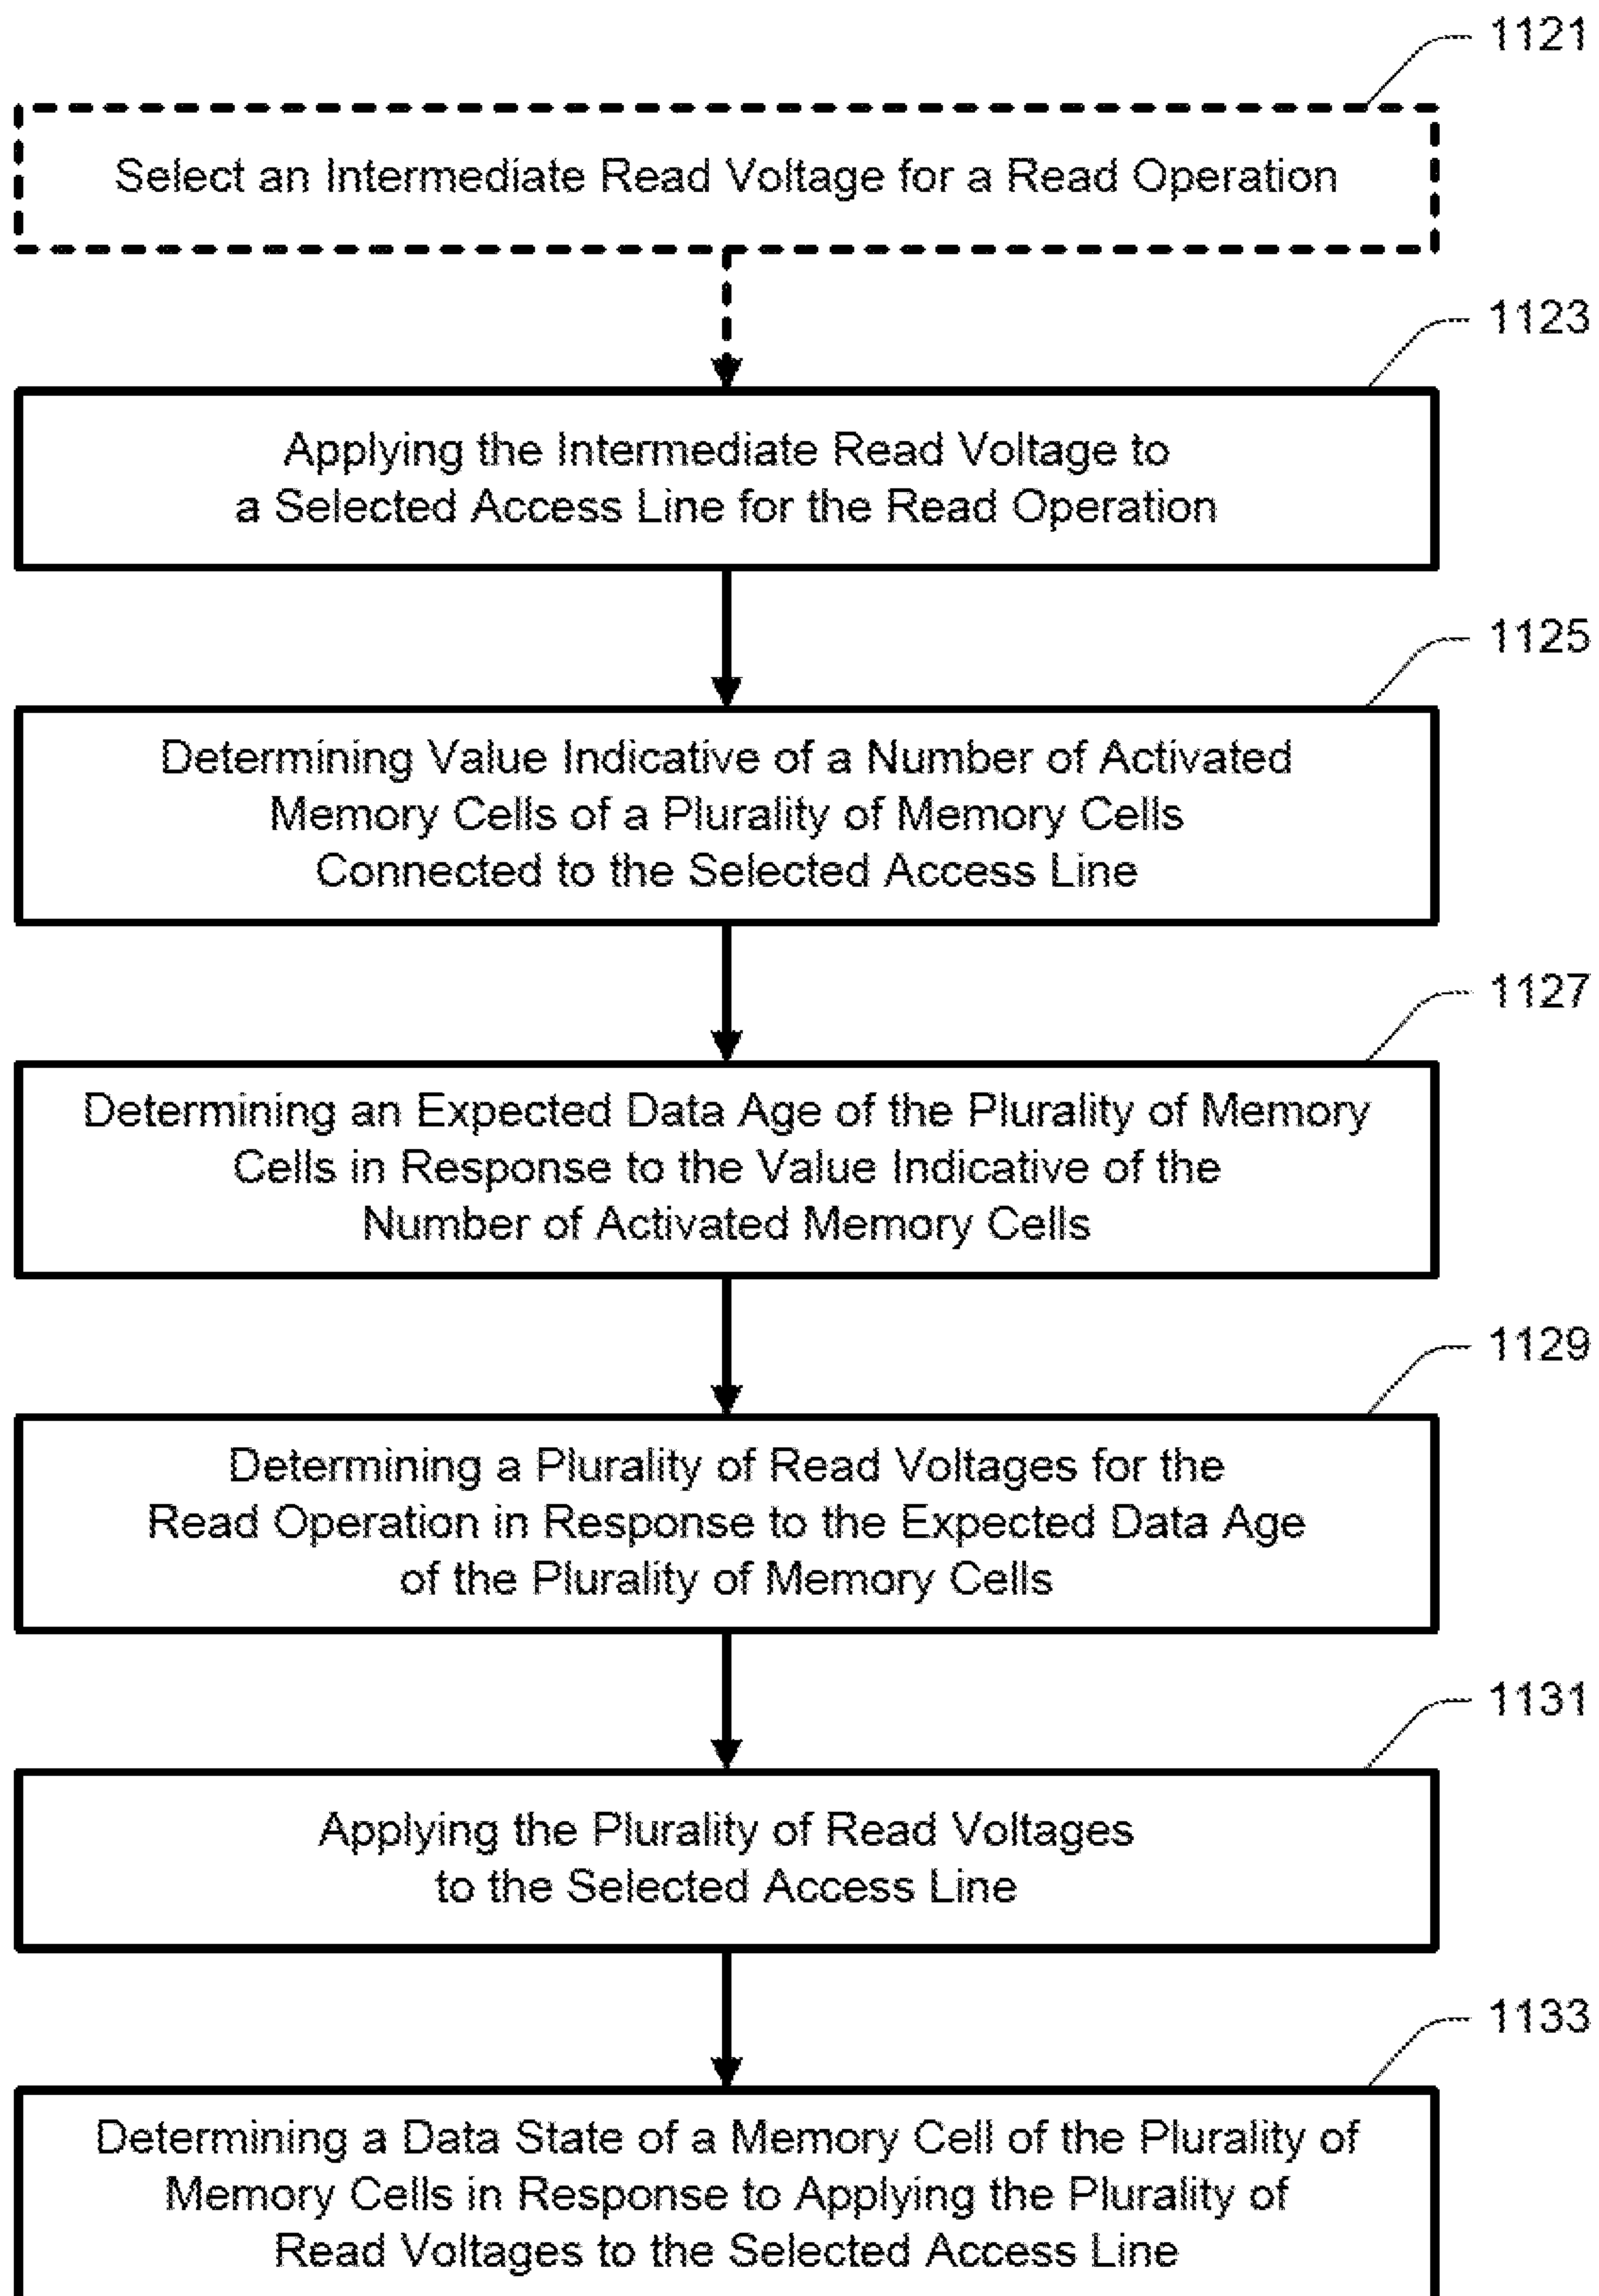 1121
Select an Intermediate Read Voltage for a Read Operation
1123
Applying the Intermediate Read Voltage to
a Selected Access Line for the Read Operation
1125
Determining Value Indicative of a Number of Activated
Memory Cells of a Plurality of Memory Cells
Connected to the Selected Access Line
1127
Determining an Expected Data Age of the Plurality of Memory
Cells in Response to the Value Indicative of the
Number of Activated Memory Cells
1129
Determining a Plurality of Read Voltages for the
Read Operation in Response to the Expected Data Age
of the Plurality of Memory Cells
1131
Applying the Plurality of Read Voltages
to the Selected Access Line
1133
Determining a Data State of a Memory Cell of the Plurality of
Memory Cells in Response to Applying the Plurality of
Read Voltages to the Selected Access Line